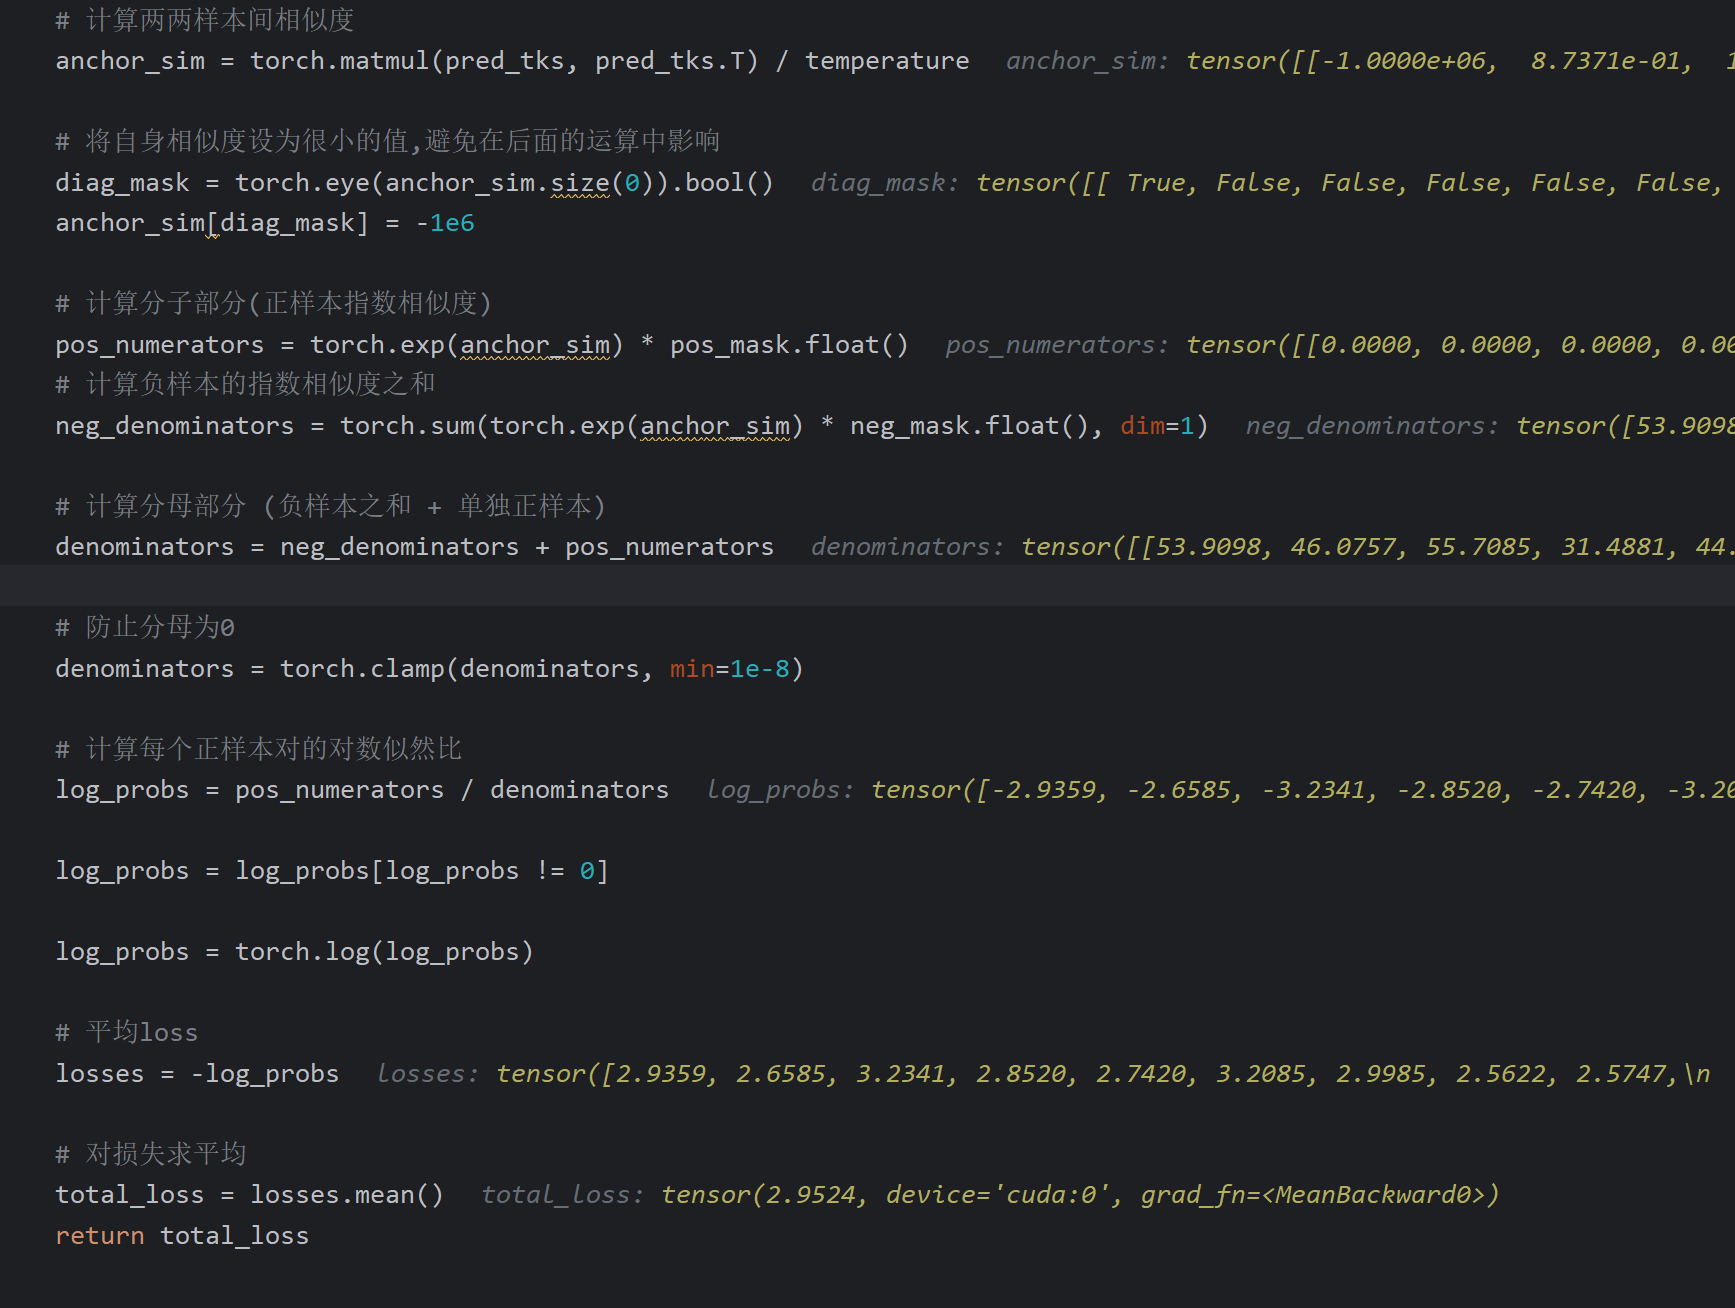 # 计算两两样本间相似度
anchor_sim = torch.matmul(pred_tks, pred_tks.T) / temperature   anchor_sim: tensor([[-1.0000e+06,  8.7371e-01,  1
# 将自身相似度设为很小的值,避免在后面的运算中影响
diag_mask = torch.eye(anchor_sim.size(0)).bool()   diag_mask: tensor([[ True, False, False, False, False, False,
anchor_sim[diag_mask] = -1e6
# 计算分子部分(正样本指数相似度)
pos_numerators = torch.exp(anchor_sim) * pos_mask.float()   pos_numerators: tensor([[0.0000, 0.0000, 0.0000, 0.00
# 计算负样本的指数相似度之和
neg_denominators = torch.sum(torch.exp(anchor_sim) * neg_mask.float(), dim=1)   neg_denominators: tensor([53.9098
# 计算分母部分 (负样本之和 + 单独正样本)
denominators = neg_denominators + pos_numerators   denominators: tensor([[53.9098, 46.0757, 55.7085, 31.4881, 44.
# 防止分母为0
denominators = torch.clamp(denominators, min=1e-8)
# 计算每个正样本对的对数似然比
log_probs = pos_numerators / denominators   log_probs: tensor([-2.9359, -2.6585, -3.2341, -2.8520, -2.7420, -3.20
log_probs = log_probs[log_probs != 0]
log_probs = torch.log(log_probs)
# 平均loss
losses = -log_probs   losses: tensor([2.9359, 2.6585, 3.2341, 2.8520, 2.7420, 3.2085, 2.9985, 2.5622, 2.5747,\n
# 对损失求平均
total_loss = losses.mean()   total_loss: tensor(2.9524, device='cuda:0', grad_fn=<MeanBackward0>)
return total_loss